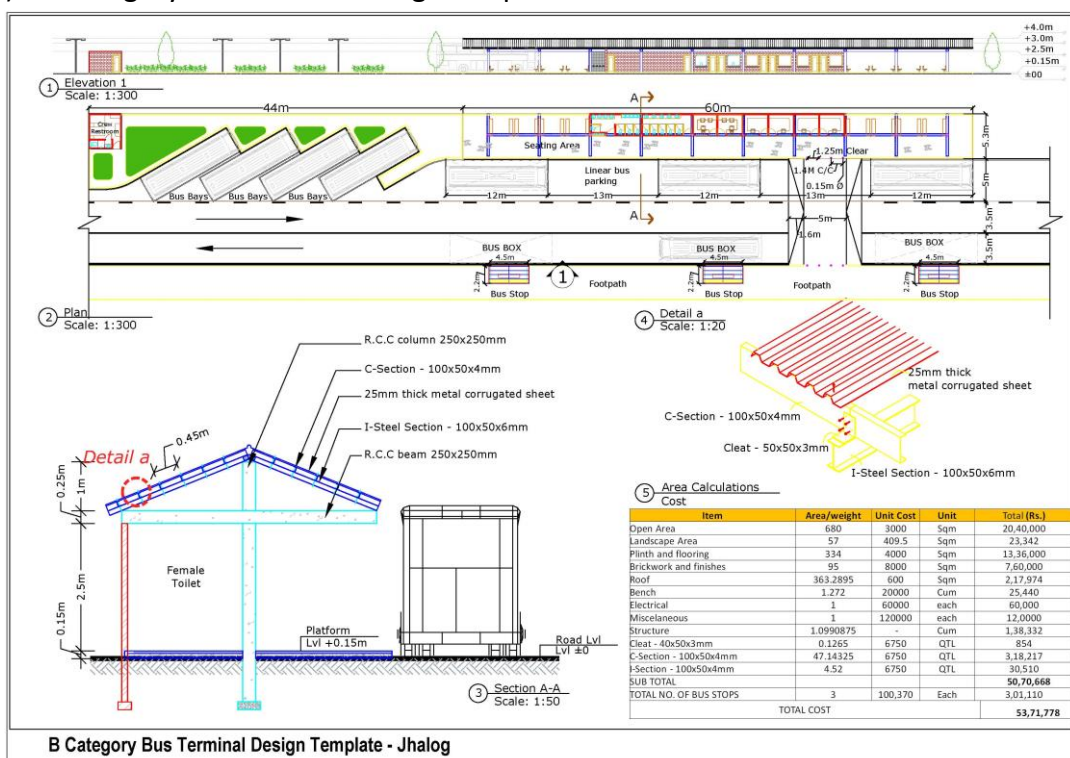 +4.0m
+3.0m
+2.5m
+0.15m
±00
1 Elevation 1
Scale: 1:300
44m
A
60m
Crew
Restroom
Seating Area
1.25m Clear
5.3m
Linear bus
parking
1.4M C/C
0.15m Ø
12m
13m
12m
13m
12m
5m
Bus Bays
Bus Bays
Bus Bays
A
5m
3.5m
1.6m
3.5m
BUS BOX
BUS BOX
BUS BOX
4.5m
4.5m
4.5m
2.2m
2.2m
2.2m
1
Footpath
Footpath
Bus Stop
Bus Stop
Bus Stop
2 Plan
Scale: 1:300
4 Detail a
Scale: 1:20
R.C.C column 250x250mm
C-Section - 100x50x4mm
25mm thick metal corrugated sheet
I-Steel Section - 100x50x6mm
R.C.C beam 250x250mm
0.45m
Detail a
0.25m
1m
2.5m
0.15m
Female
Toilet
Platform
Lvl +0.15m
Road Lvl
Lvl ±0
3 Section A-A
Scale: 1:50
25mm thick
metal corrugated sheet
C-Section - 100x50x4mm
Cleat - 50x50x3mm
I-Steel Section - 100x50x6mm
5 Area Calculations
Cost
Item Area/weight Unit Cost Unit Total (Rs.)
Open Area 680 3000 Sqm 20,40,000
Landscape Area 57 409.5 Sqm 23,342
Plinth and flooring 334 4000 Sqm 13,36,000
Brickwork and finishes 95 8000 Sqm 7,60,000
Roof 363.2895 600 Sqm 2,17,974
Bench 1.272 20000 Cum 25,440
Electrical 1 60000 each 60,000
Miscelaneous 1 120000 each 12,0000
Structure 1.0990875 - Cum 1,38,332
Cleat - 40x50x3mm 0.1265 6750 QTL 854
C-Section - 100x50x4mm 47.14325 6750 QTL 3,18,217
I-Section - 100x50x4mm 4.52 6750 QTL 30,510
SUB TOTAL 50,70,668
TOTAL NO. OF BUS STOPS 3 100,370 Each 3,01,110
TOTAL COST 53,71,778
B Category Bus Terminal Design Template - Jhalog